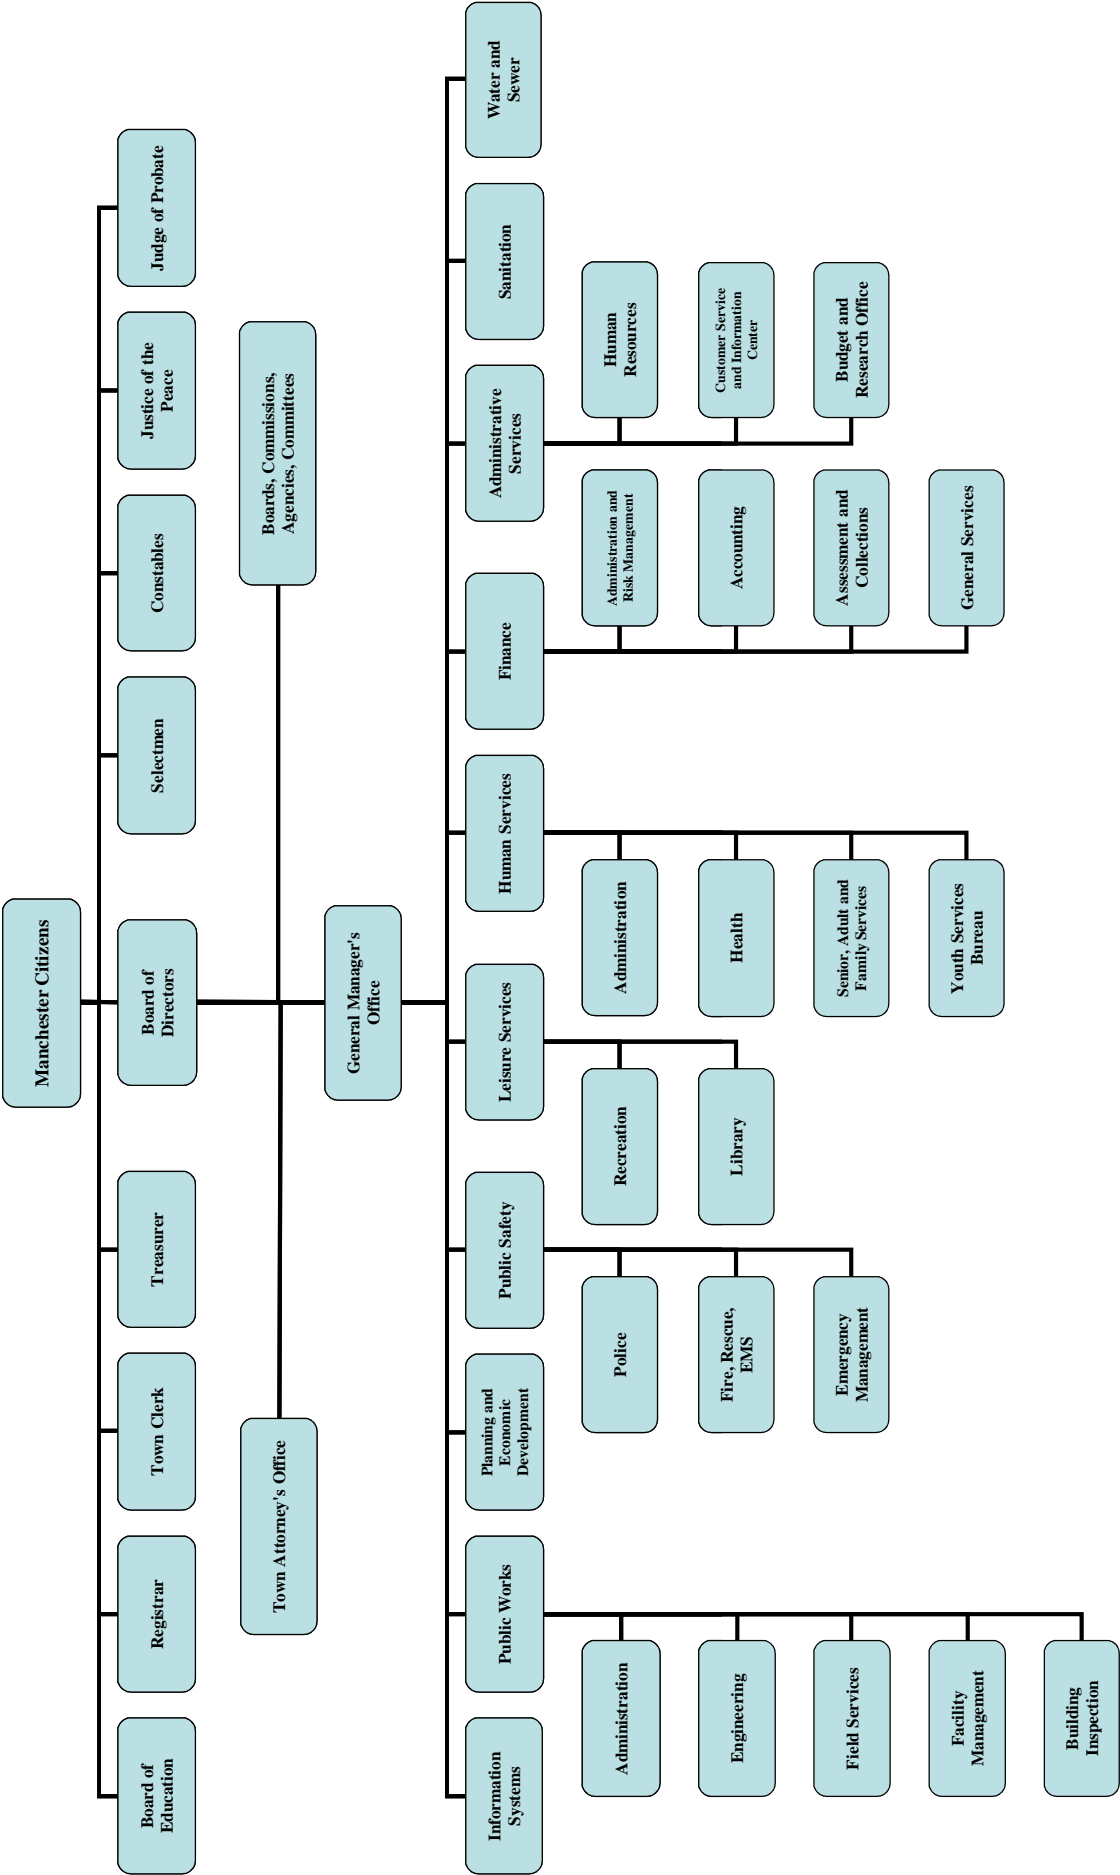 Manchester Citizens
Board of
Education
Registrar
Town Clerk
Treasurer
Board of
Directors
Selectmen
Constables
Justice of the
Peace
Judge of Probate
Town Attorney's Office
Boards, Commissions,
Agencies, Committees
General Manager's
Office
Information
Systems
Public Works
Planning and
Economic
Development
Public Safety
Leisure Services
Human Services
Finance
Administrative
Services
Sanitation
Water and
Sewer
Administration
Engineering
Field Services
Facility
Management
Building
Inspection
Police
Fire, Rescue,
EMS
Emergency
Management
Recreation
Library
Administration
Health
Senior, Adult and
Family Services
Youth Services
Bureau
Administration and
Risk Management
Accounting
Assessment and
Collections
General Services
Human
Resources
Customer Service
and Information
Center
Budget and
Research Office